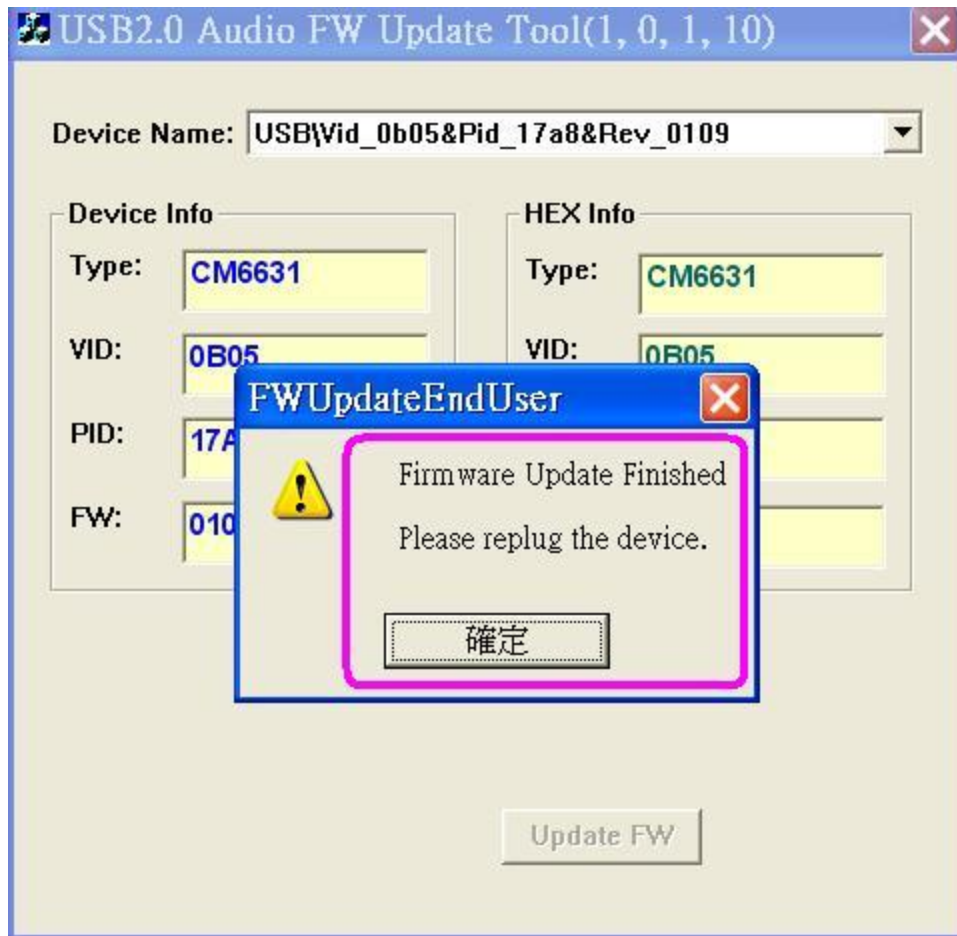 USB2.0 Audio FW Update Tool(1, 0, 1, 10)
Device Name: USB\Vid_0b05&Pid_17a8&Rev_0109
Device Info
Type: CM6631
VID: 0B05
PID: 17A
FW: 010
HEX Info
Type: CM6631
VID: 0B05
FWUpdateEndUser
Firmware Update Finished
Please replug the device.
確定
Update FW